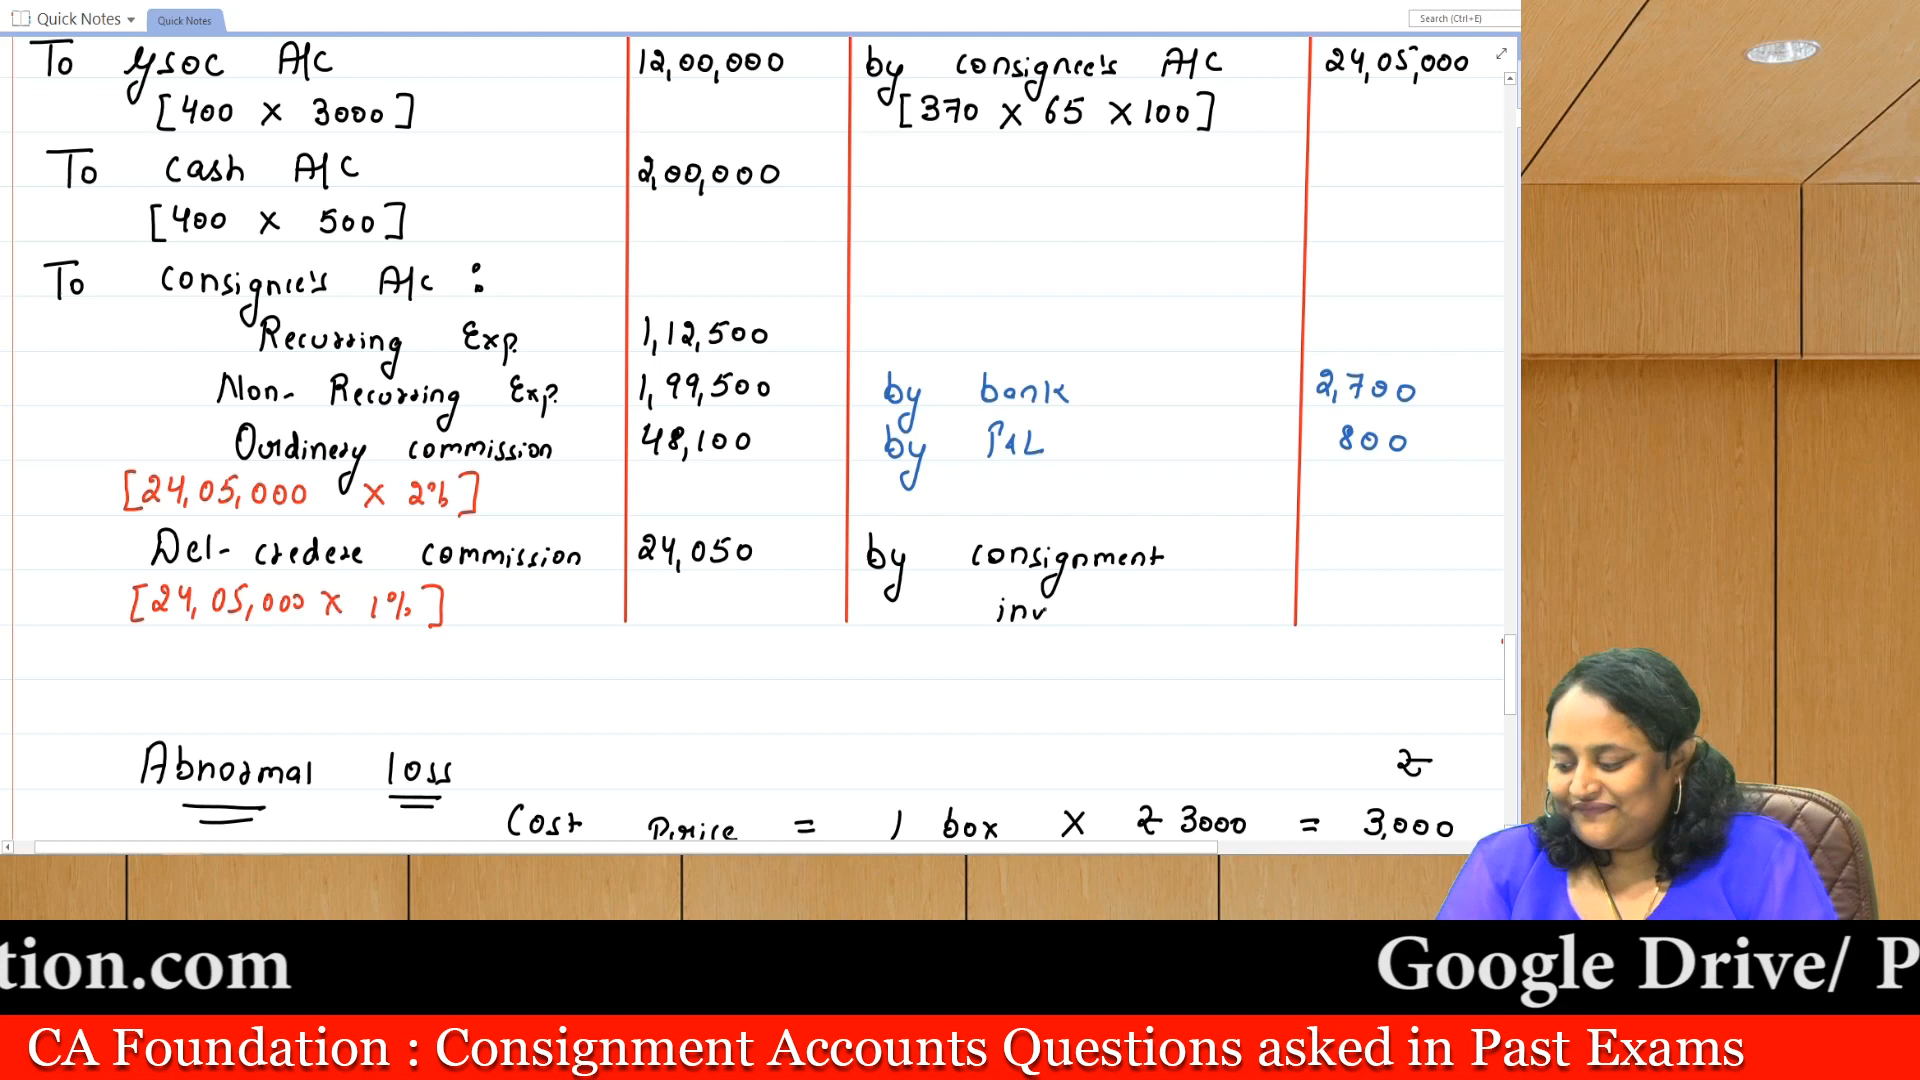 Quick Notes
Quick Notes
Search (Ctrl+E)
To GSOC A/C 12,00,000 by consignee's A/C 24,05,000
[400 x 3000] [370 x 65 x 100]
To cash A/C 2,00,000
[400 x 500]
To consignee's A/c :
Recurring Exp. 1,12,500
Non-Recurring Exp. 1,99,500 by bank 2,700
Ourdinery commission 48,100 by P&L 800
[24,05,000 x 2%]
Del-credere commission 24,050 by consignment
[24,05,000 x 1%] inv
Abnormal loss ₹
Cost Price = 1 box x ₹ 3000 = 3,000
tion.com Google Drive/ P
CA Foundation : Consignment Accounts Questions asked in Past Exams